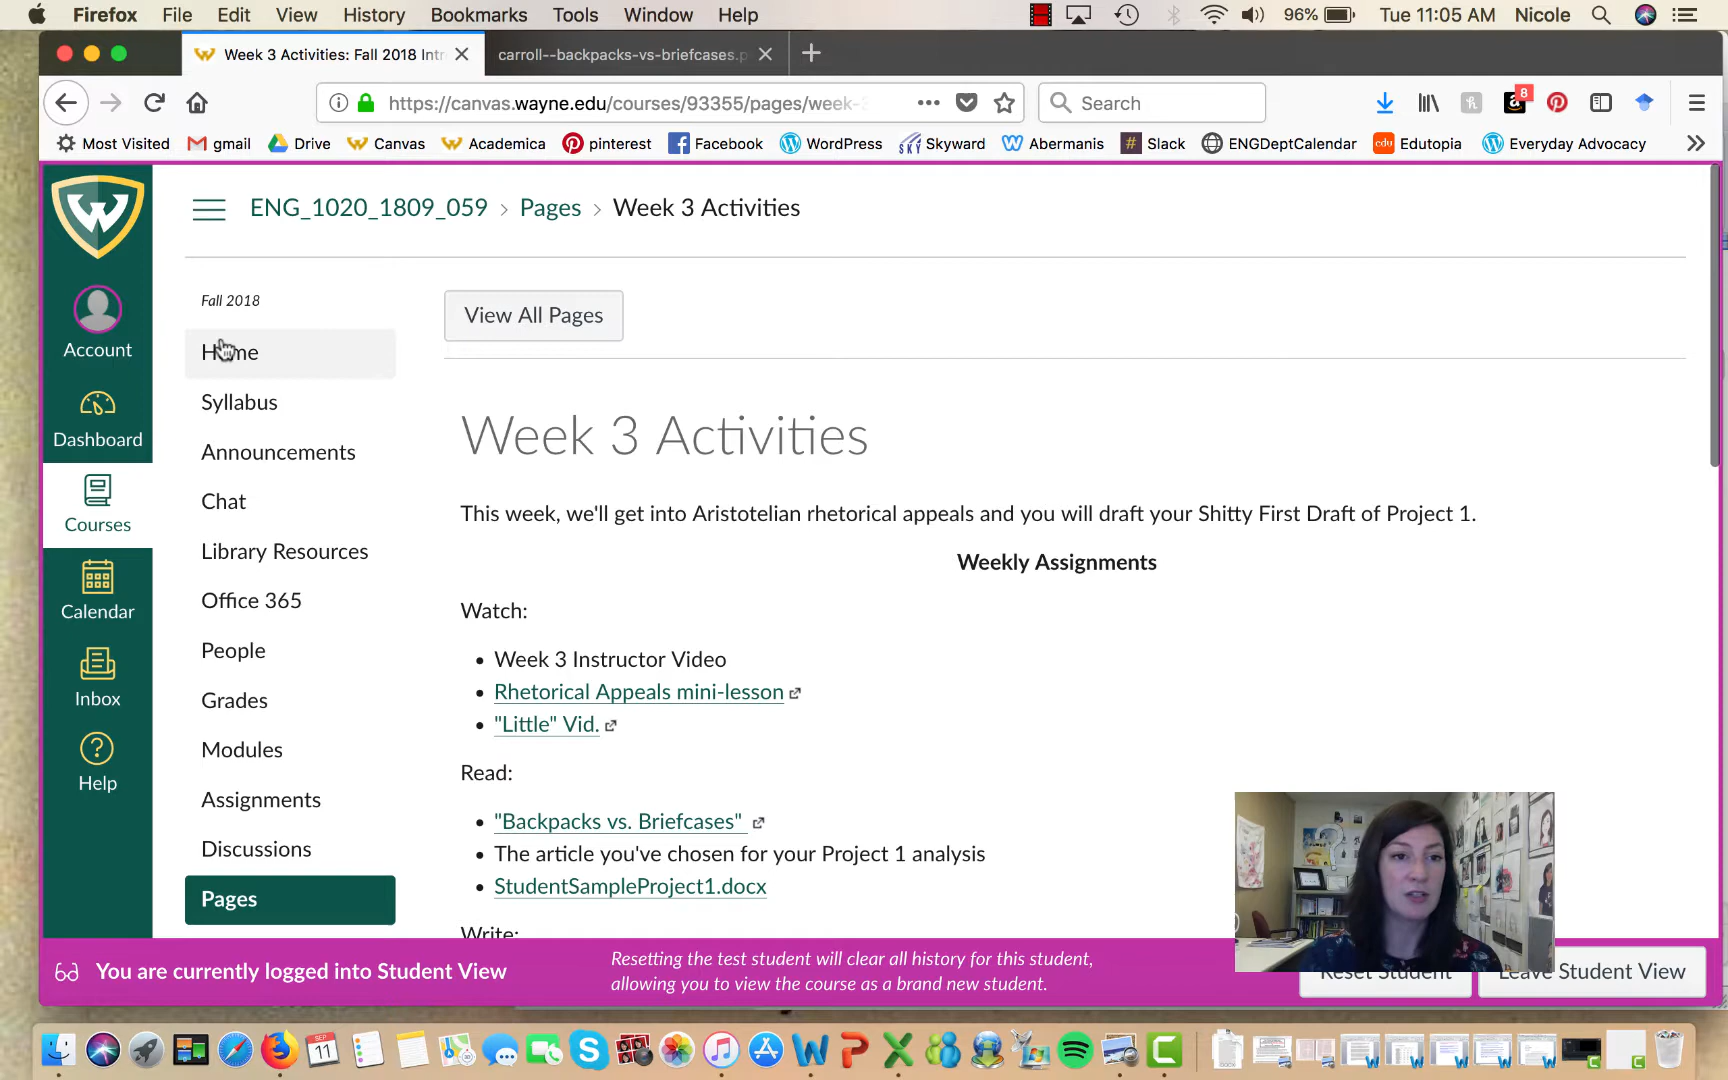 Firefox File Edit View History Bookmarks Tools Window Help 96% Tue 11:05 AM Nicole
Week 3 Activities: Fall 2018 Intr
carroll--backpacks-vs-briefcases.p
https://canvas.wayne.edu/courses/93355/pages/week-3
Search
8
Most Visited gmail Drive Canvas Academica pinterest Facebook WordPress Skyward Abermanis Slack ENGDeptCalendar Edutopia Everyday Advocacy
ENG_1020_1809_059 › Pages › Week 3 Activities
Account
Dashboard
Courses
Calendar
Inbox
Help
Fall 2018
Home
Syllabus
Announcements
Chat
Library Resources
Office 365
People
Grades
Modules
Assignments
Discussions
Pages
View All Pages
Week 3 Activities
This week, we'll get into Aristotelian rhetorical appeals and you will draft your Shitty First Draft of Project 1.
Weekly Assignments
Watch:
• Week 3 Instructor Video
• Rhetorical Appeals mini-lesson
• "Little" Vid.
Read:
• "Backpacks vs. Briefcases"
• The article you've chosen for your Project 1 analysis
• StudentSampleProject1.docx
Write:
You are currently logged into Student View
Resetting the test student will clear all history for this student,
allowing you to view the course as a brand new student.
Reset Student
Leave Student View
SEP
11